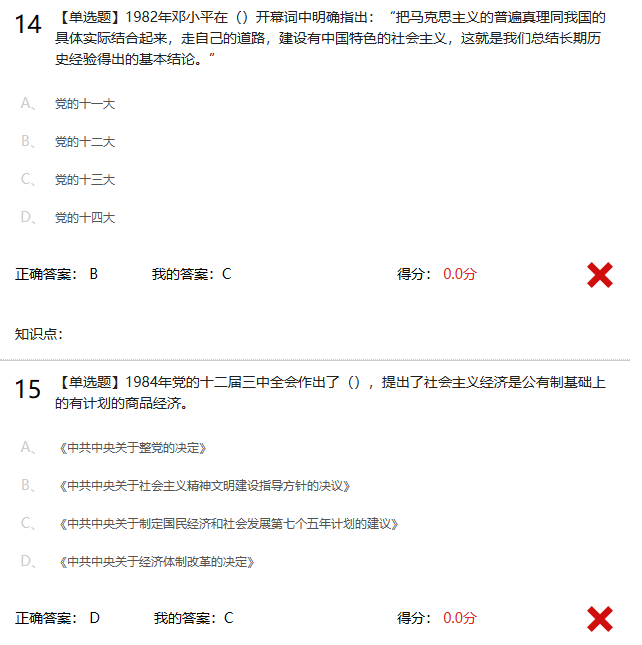 14 【单选题】1982年邓小平在（）开幕词中明确指出：“把马克思主义的普遍真理同我国的
具体实际结合起来，走自己的道路，建设有中国特色的社会主义，这就是我们总结长期历
史经验得出的基本结论。”
A、 党的十一大
B、 党的十二大
C、 党的十三大
D、 党的十四大
正确答案： B 我的答案：C 得分： 0.0分
知识点：
15 【单选题】1984年党的十二届三中全会作出了（），提出了社会主义经济是公有制基础上
的有计划的商品经济。
A、 《中共中央关于整党的决定》
B、 《中共中央关于社会主义精神文明建设指导方针的决议》
C、 《中共中央关于制定国民经济和社会发展第七个五年计划的建议》
D、 《中共中央关于经济体制改革的决定》
正确答案： D 我的答案：C 得分： 0.0分